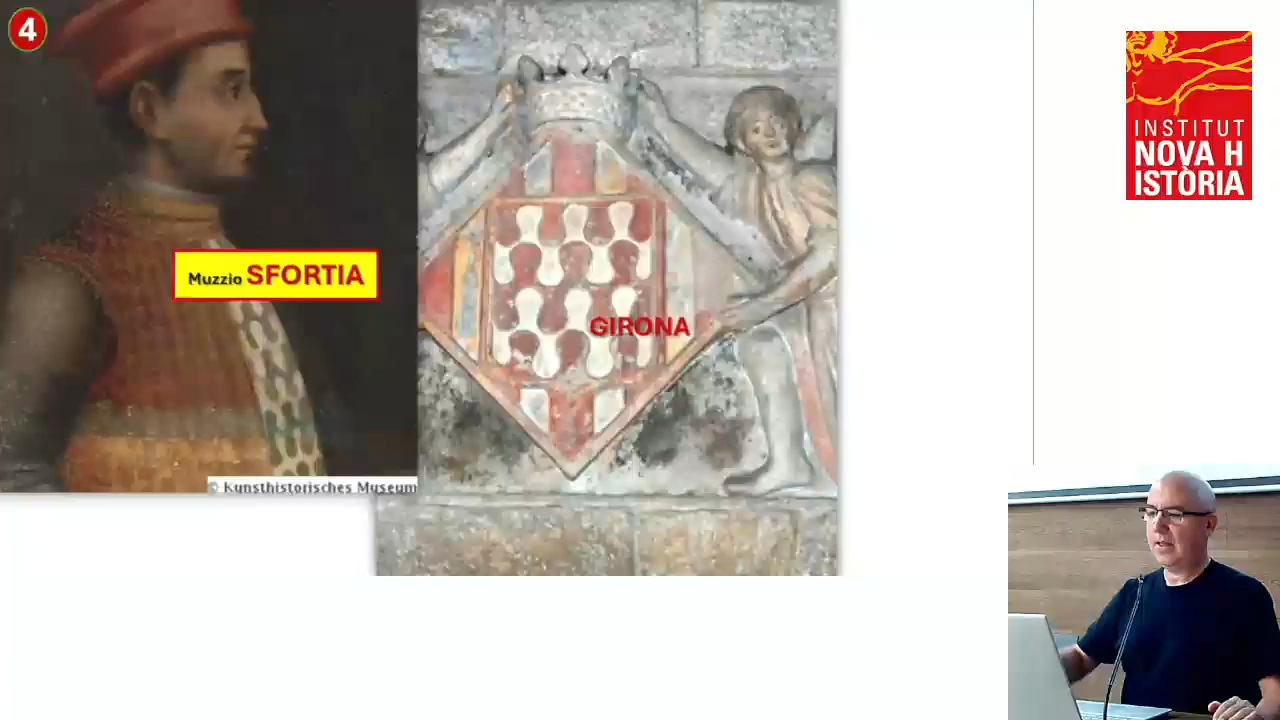 4
Muzzio SFORTIA
© Kunsthistorisches Museum
GIRONA
INSTITUT
NOVA H
ISTÒRIA